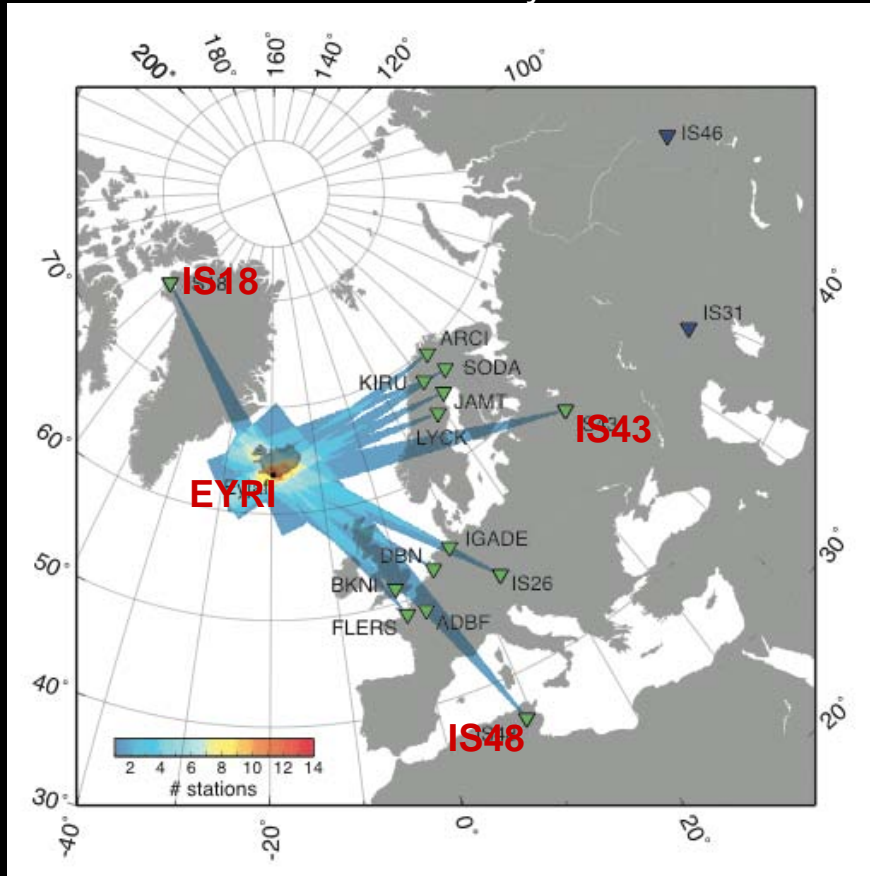 200°
180°
160°
140°
120°
100°
70°
60°
50°
40°
30°
40°
30°
20°
-40°
-20°
0°
20°
IS46
IS31
IS18
ARCI
SODA
KIRU
JAMT
LYCK
IS43
EYRI
IGADE
DBN
IS26
BKNI
ADBF
FLERS
IS48
2 4 6 8 10 12 14
# stations